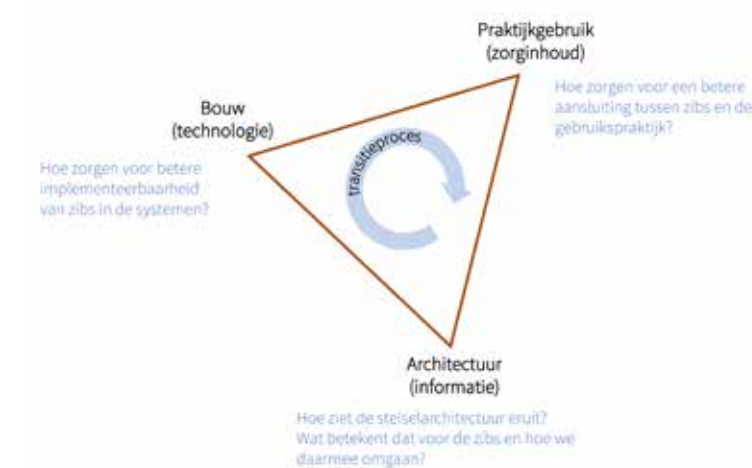 Praktijkgebruik
(zorginhoud)
Hoe zorgen voor een betere
aansluiting tussen zibs en de
gebruikspraktijk?
Bouw
(technologie)
Hoe zorgen voor betere
implementeerbaarheid
van zibs in de systemen?
transitieproces
Architectuur
(informatie)
Hoe ziet de stelselarchitectuur eruit?
Wat betekent dat voor de zibs en hoe we
daarmee omgaan?